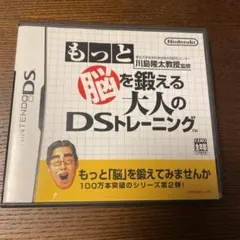 Nintendo
東北大学未来科学技術共同研究センター
川島隆太教授監修
もっと
脳を鍛える
大人の
DSトレーニング
NINTENDO DS
もっと「脳」を鍛えてみませんか
100万本突破のシリーズ第2弾!